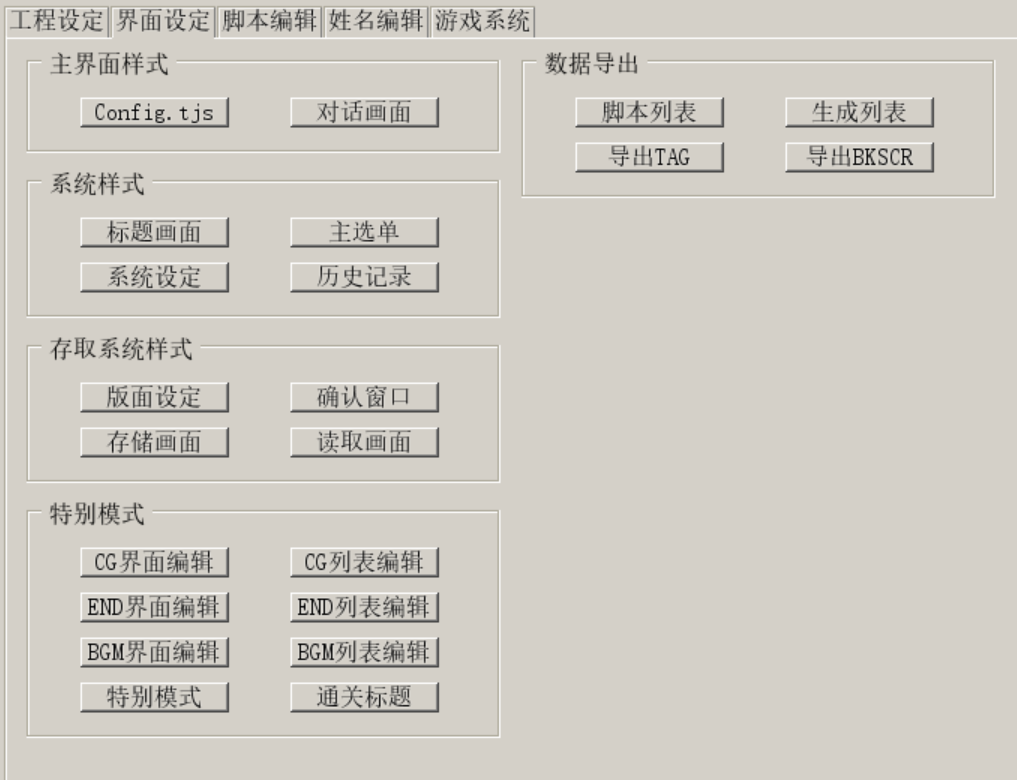 工程设定 界面设定 脚本编辑 姓名编辑 游戏系统
主界面样式
Config.tjs 对话画面
系统样式
标题画面 主选单
系统设定 历史记录
存取系统样式
版面设定 确认窗口
存储画面 读取画面
特别模式
CG界面编辑 CG列表编辑
END界面编辑 END列表编辑
BGM界面编辑 BGM列表编辑
特别模式 通关标题
数据导出
脚本列表 生成列表
导出TAG 导出BKSCR